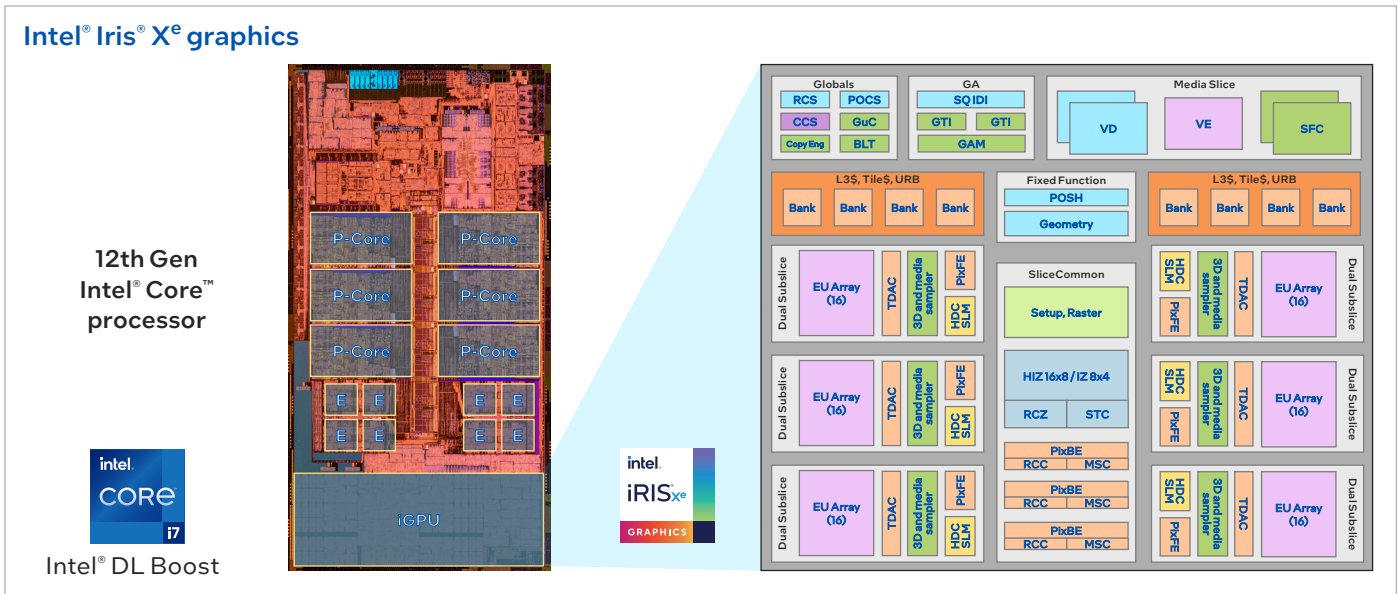 Intel® Iris® Xe graphics
12th Gen
Intel® Core™
processor
intel.
CORE
i7
Intel® DL Boost
P-Core
P-Core
P-Core
P-Core
P-Core
P-Core
E
E
E
E
E
E
E
E
iGPU
intel.
iRIS® Xe
GRAPHICS
Globals
RCS
POCS
CCS
GuC
Copy Eng
BLT
GA
SQ IDI
GTI
GTI
GAM
Media Slice
VD
VE
SFC
L3$, Tile$, URB
Bank
Bank
Bank
Bank
Fixed Function
POSH
Geometry
L3$, Tile$, URB
Bank
Bank
Bank
Bank
Dual Subslice
EU Array
(16)
TDAC
3D and media
sampler
PixFE
HDC
SLM
Dual Subslice
EU Array
(16)
TDAC
3D and media
sampler
PixFE
HDC
SLM
Dual Subslice
EU Array
(16)
TDAC
3D and media
sampler
PixFE
HDC
SLM
Slice Common
Setup, Raster
HIZ 16x8 / IZ 8x4
RCZ
STC
PixBE
RCC
MSC
PixBE
RCC
MSC
PixBE
RCC
MSC
HDC
SLM
PixFE
3D and media
sampler
TDAC
EU Array
(16)
Dual Subslice
HDC
SLM
PixFE
3D and media
sampler
TDAC
EU Array
(16)
Dual Subslice
HDC
SLM
PixFE
3D and media
sampler
TDAC
EU Array
(16)
Dual Subslice